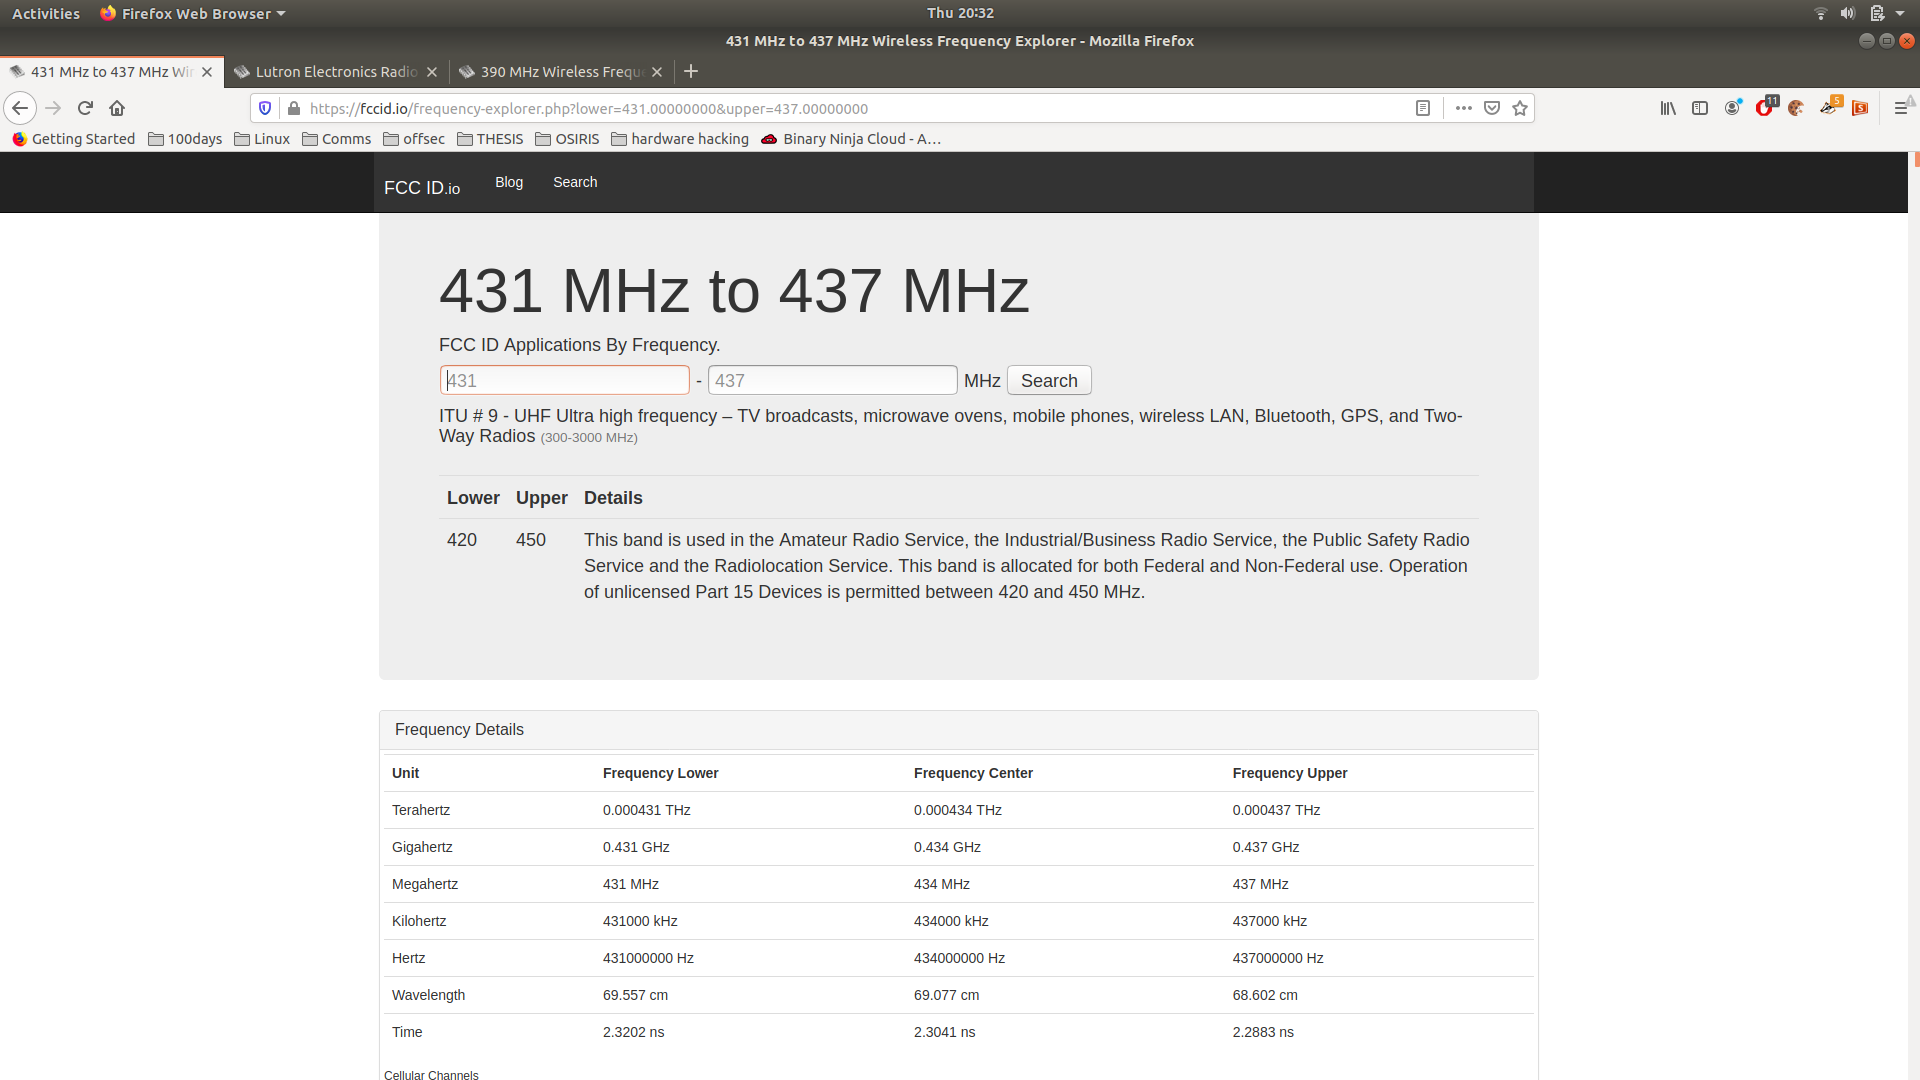 Activities Firefox Web Browser Thu 20:32
431 MHz to 437 MHz Wireless Frequency Explorer - Mozilla Firefox
431 MHz to 437 MHz Wir Lutron Electronics Radio 390 MHz Wireless Frequ
https://fccid.io/frequency-explorer.php?lower=431.00000000&upper=437.00000000 11 5
Getting Started 100days Linux Comms offsec THESIS OSIRIS hardware hacking Binary Ninja Cloud - A…
FCC ID.io Blog Search
431 MHz to 437 MHz
FCC ID Applications By Frequency.
431 - 437 MHz Search
ITU # 9 - UHF Ultra high frequency – TV broadcasts, microwave ovens, mobile phones, wireless LAN, Bluetooth, GPS, and Two-
Way Radios (300-3000 MHz)
Lower Upper Details
420 450 This band is used in the Amateur Radio Service, the Industrial/Business Radio Service, the Public Safety Radio
Service and the Radiolocation Service. This band is allocated for both Federal and Non-Federal use. Operation
of unlicensed Part 15 Devices is permitted between 420 and 450 MHz.
Frequency Details
Unit Frequency Lower Frequency Center Frequency Upper
Terahertz 0.000431 THz 0.000434 THz 0.000437 THz
Gigahertz 0.431 GHz 0.434 GHz 0.437 GHz
Megahertz 431 MHz 434 MHz 437 MHz
Kilohertz 431000 kHz 434000 kHz 437000 kHz
Hertz 431000000 Hz 434000000 Hz 437000000 Hz
Wavelength 69.557 cm 69.077 cm 68.602 cm
Time 2.3202 ns 2.3041 ns 2.2883 ns
Cellular Channels